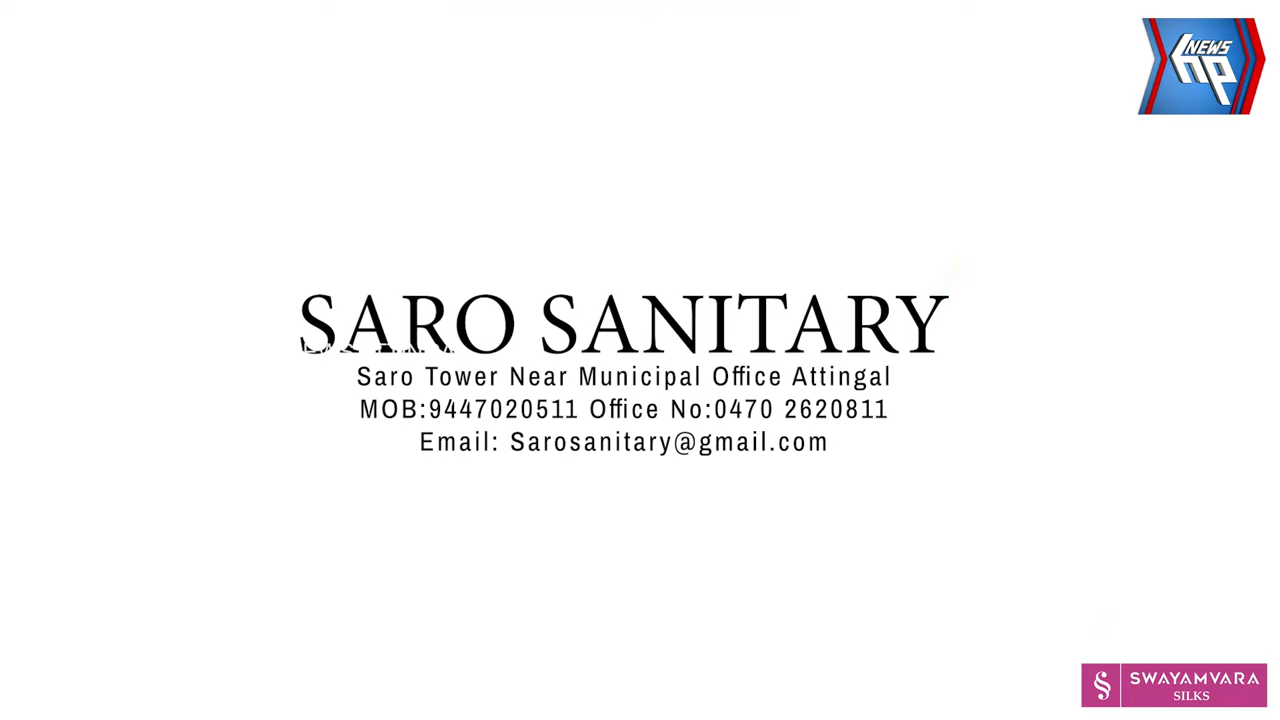 NEWS
hp
SARO SANITARY
Saro Tower Near Municipal Office Attingal
MOB:9447020511 Office No:0470 2620811
Email: Sarosanitary@gmail.com
SWAYAMVARA
SILKS